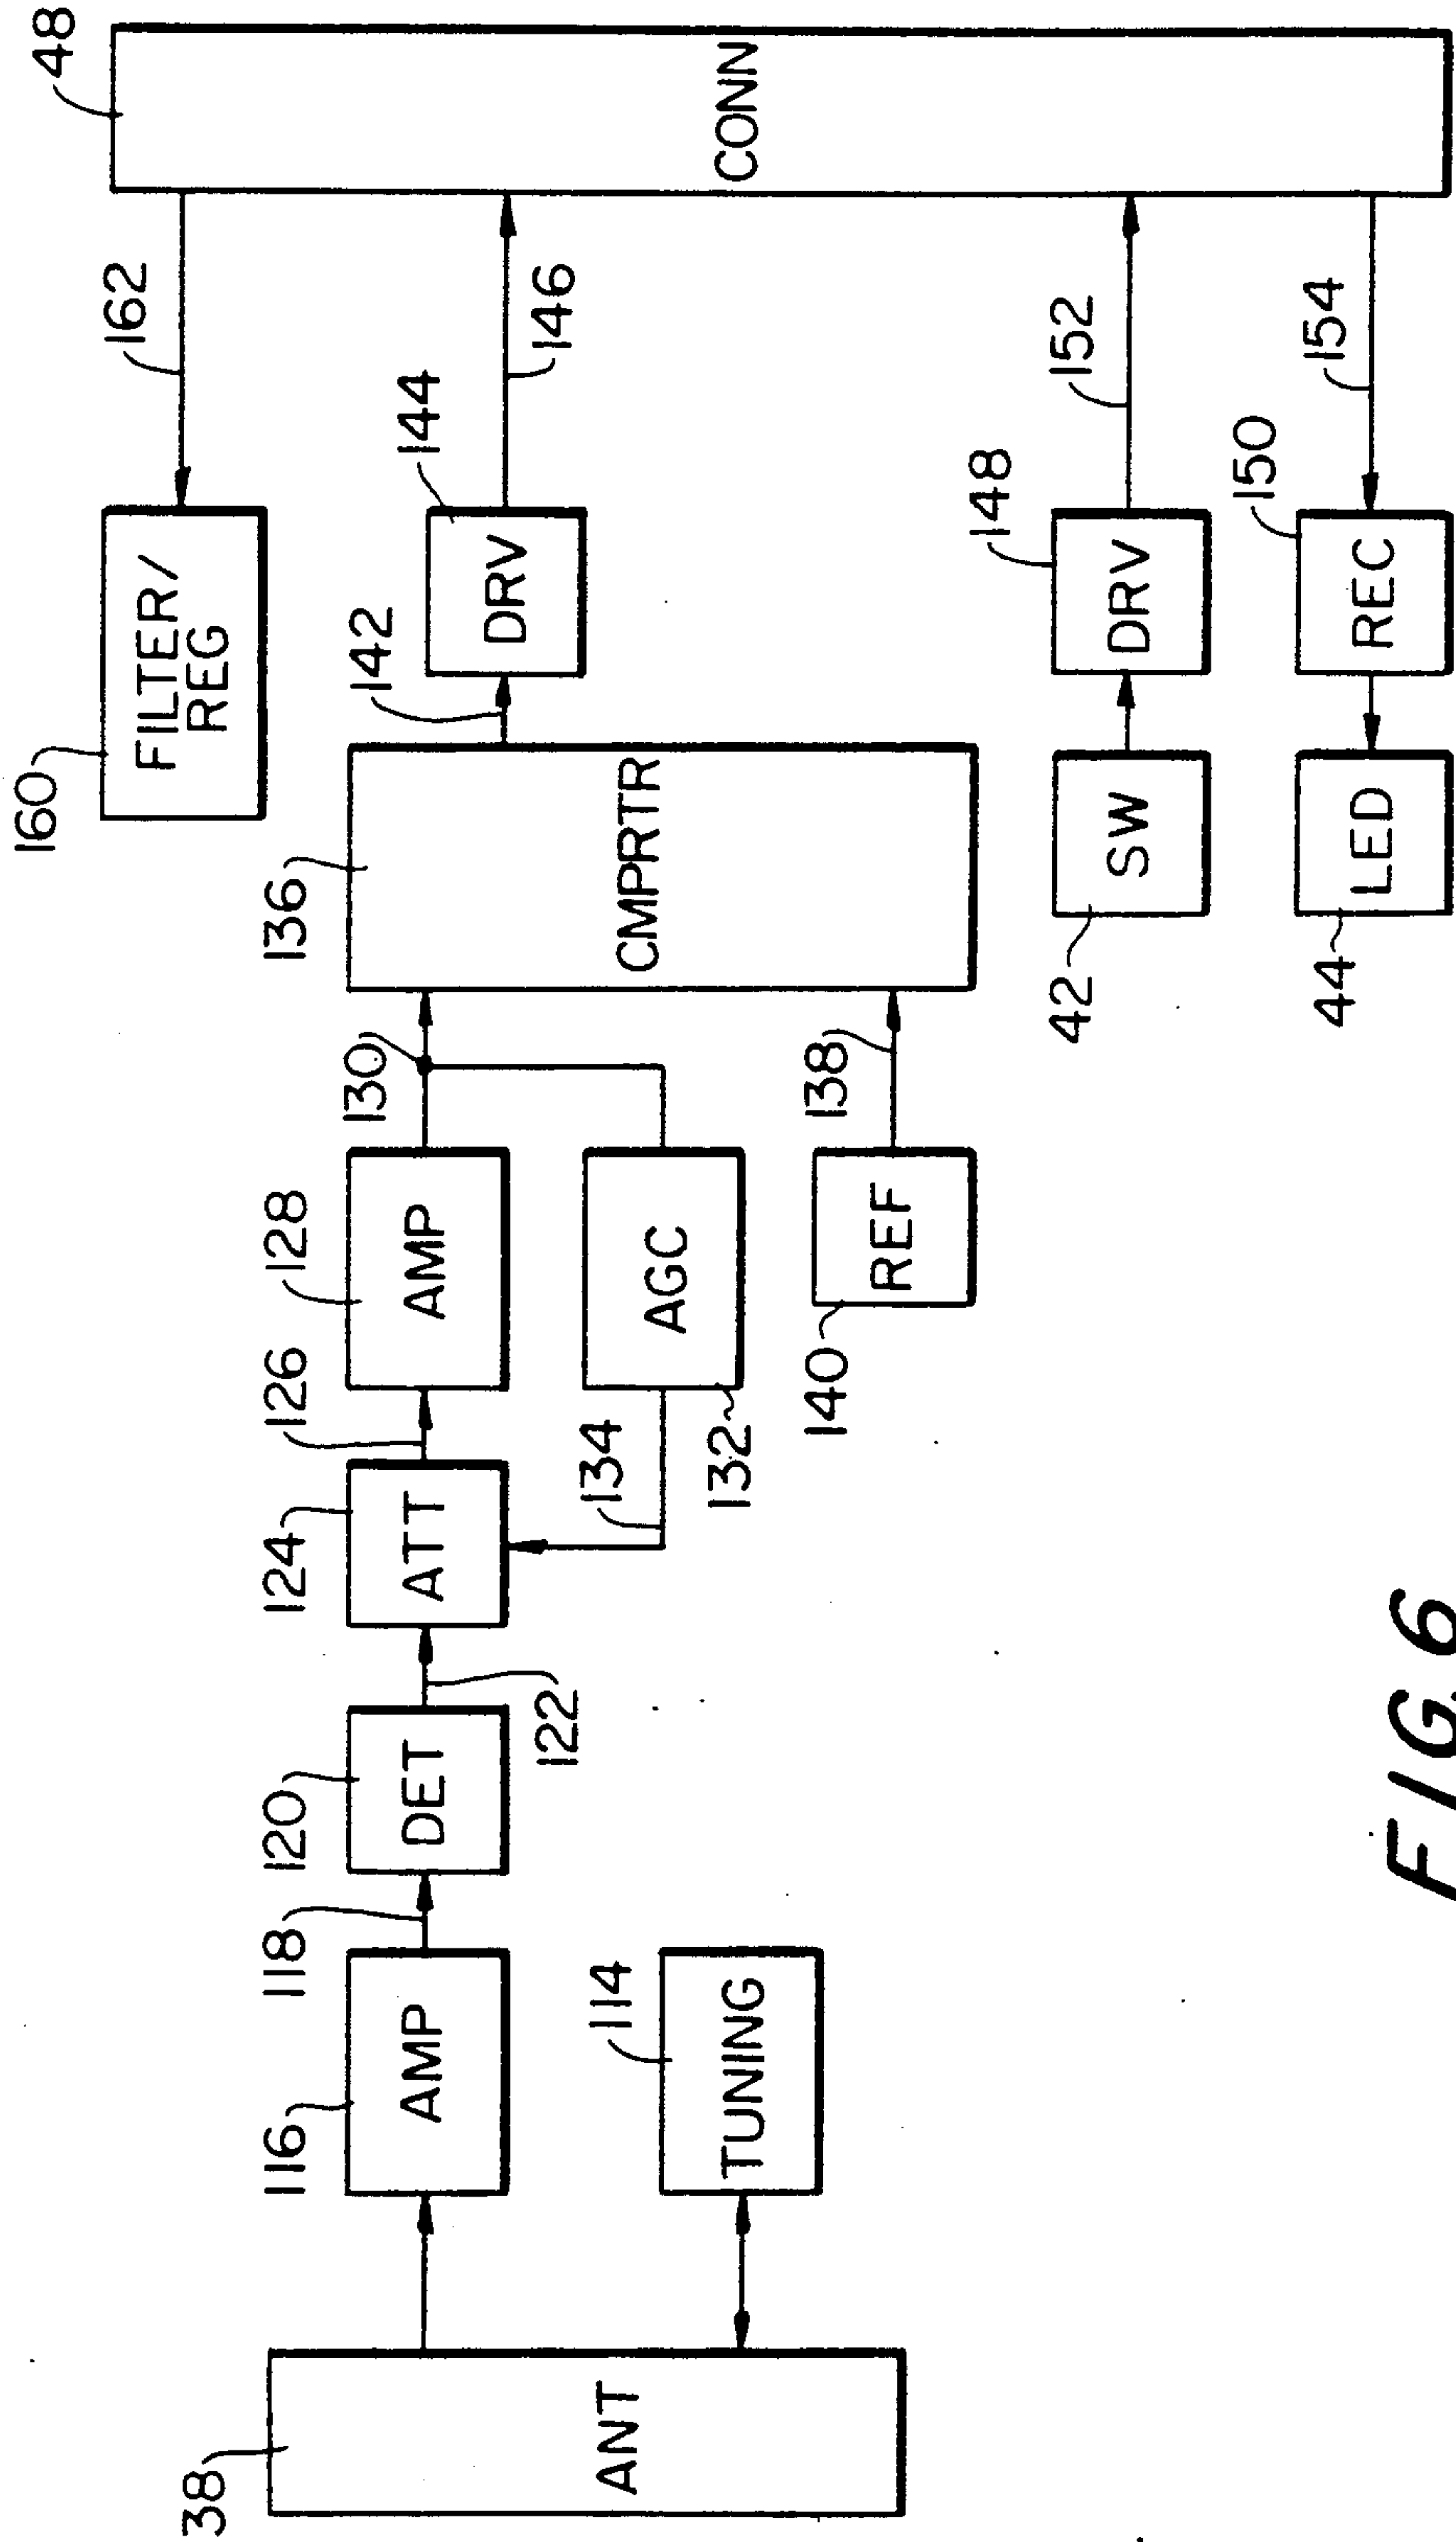 38
ANT
116
AMP
118
114
TUNING
120
DET
122
124
ATT
126
134
128
AMP
132
AGC
130
140
REF
138
136
CMPRTR
142
144
DRV
146
160
FILTER/
REG
162
42
SW
148
DRV
152
44
LED
150
REC
154
48
CONN
FIG. 6